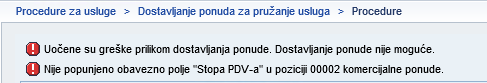 Procedure za usluge > Dostavljanje ponuda za pružanje usluga > Procedure
Uočene su greške prilikom dostavljanja ponude. Dostavljanje ponude nije moguće.
Nije popunjeno obavezno polje "Stopa PDV-a" u poziciji 00002 komercijalne ponude.